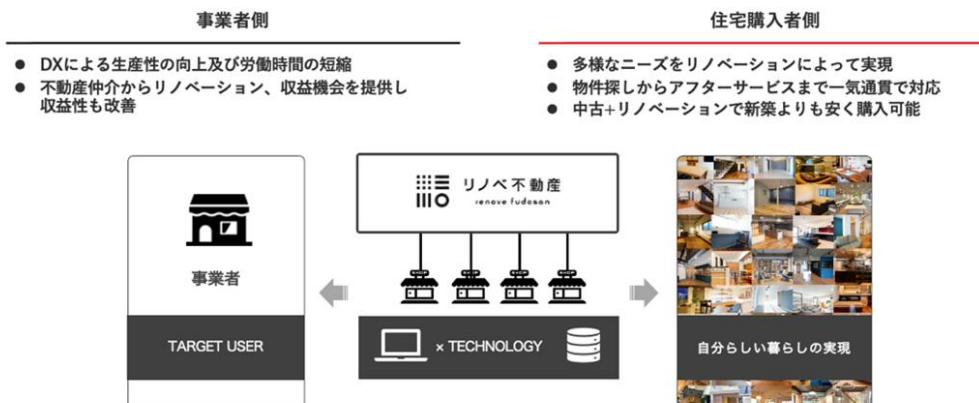 事業者側
● DXによる生産性の向上及び労働時間の短縮
● 不動産仲介からリノベーション、収益機会を提供し
収益性も改善
住宅購入者側
● 多様なニーズをリノベーションによって実現
● 物件探しからアフターサービスまで一気通貫で対応
● 中古+リノベーションで新築よりも安く購入可能
事業者
TARGET USER
リノベ不動産
renove fudosan
× TECHNOLOGY
自分らしい暮らしの実現